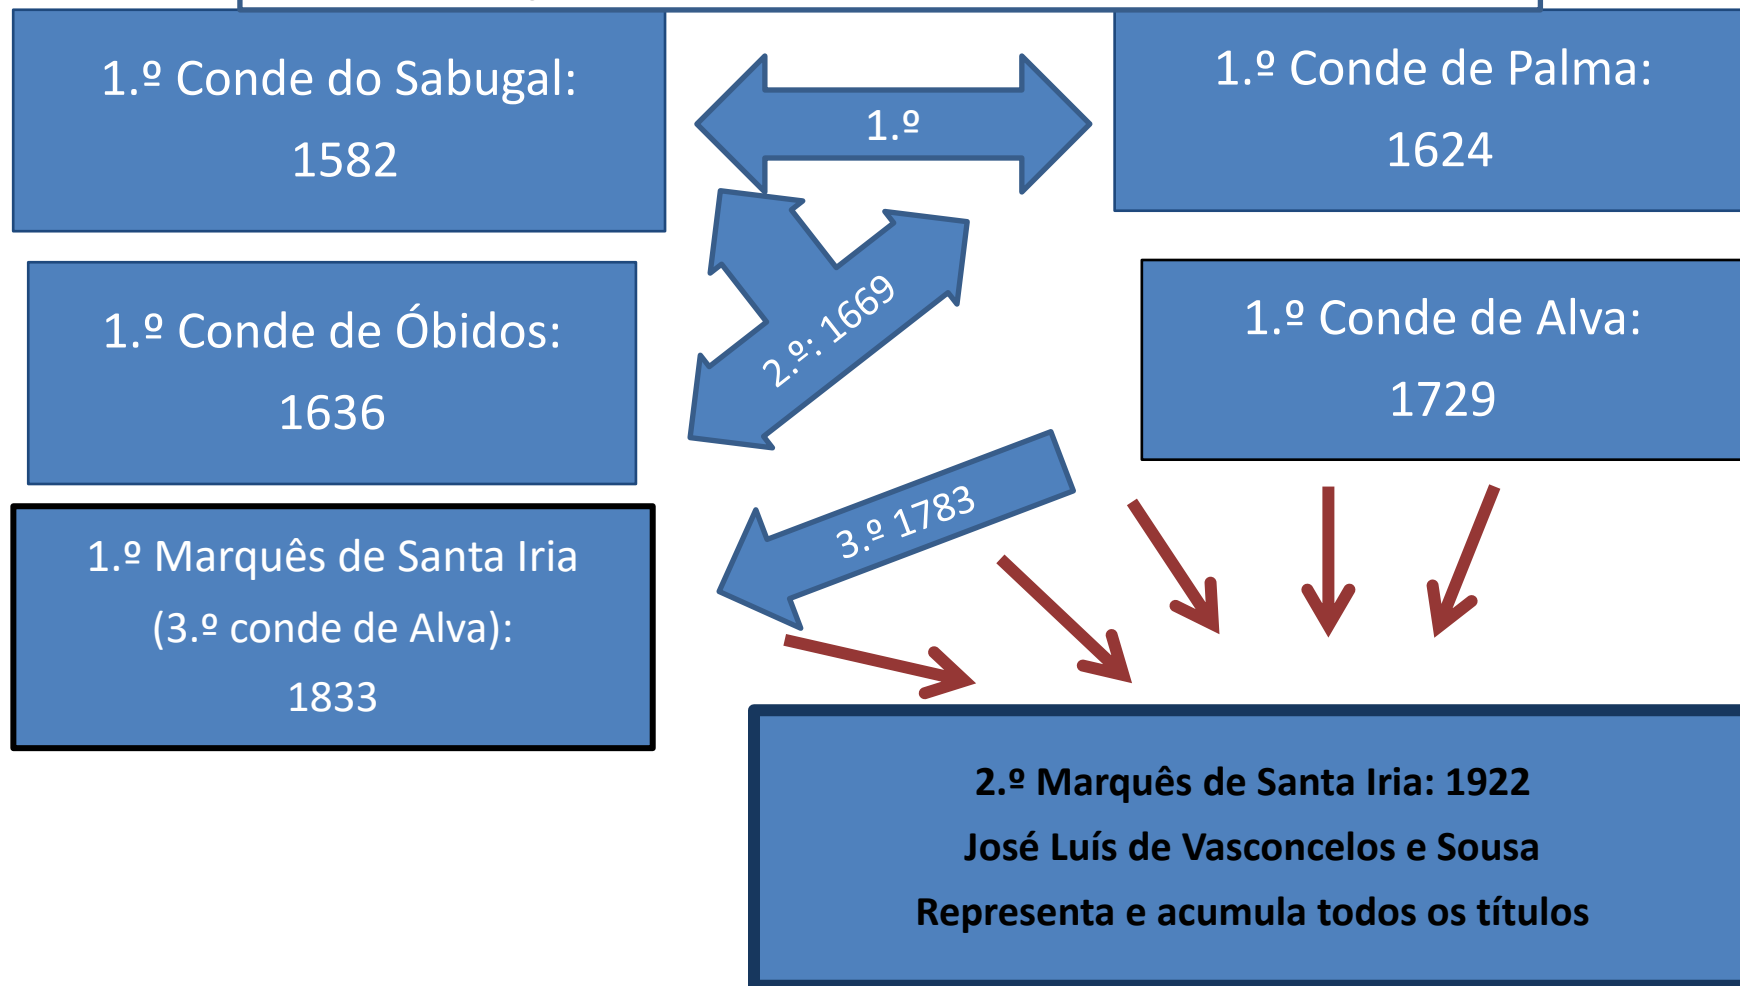 1.º Conde do Sabugal:
1582
1.º
1.º Conde de Palma:
1624
1.º Conde de Óbidos:
1636
2.º: 1669
1.º Conde de Alva:
1729
1.º Marquês de Santa Iria
(3.º conde de Alva):
1833
3.º 1783
2.º Marquês de Santa Iria: 1922
José Luís de Vasconcelos e Sousa
Representa e acumula todos os títulos